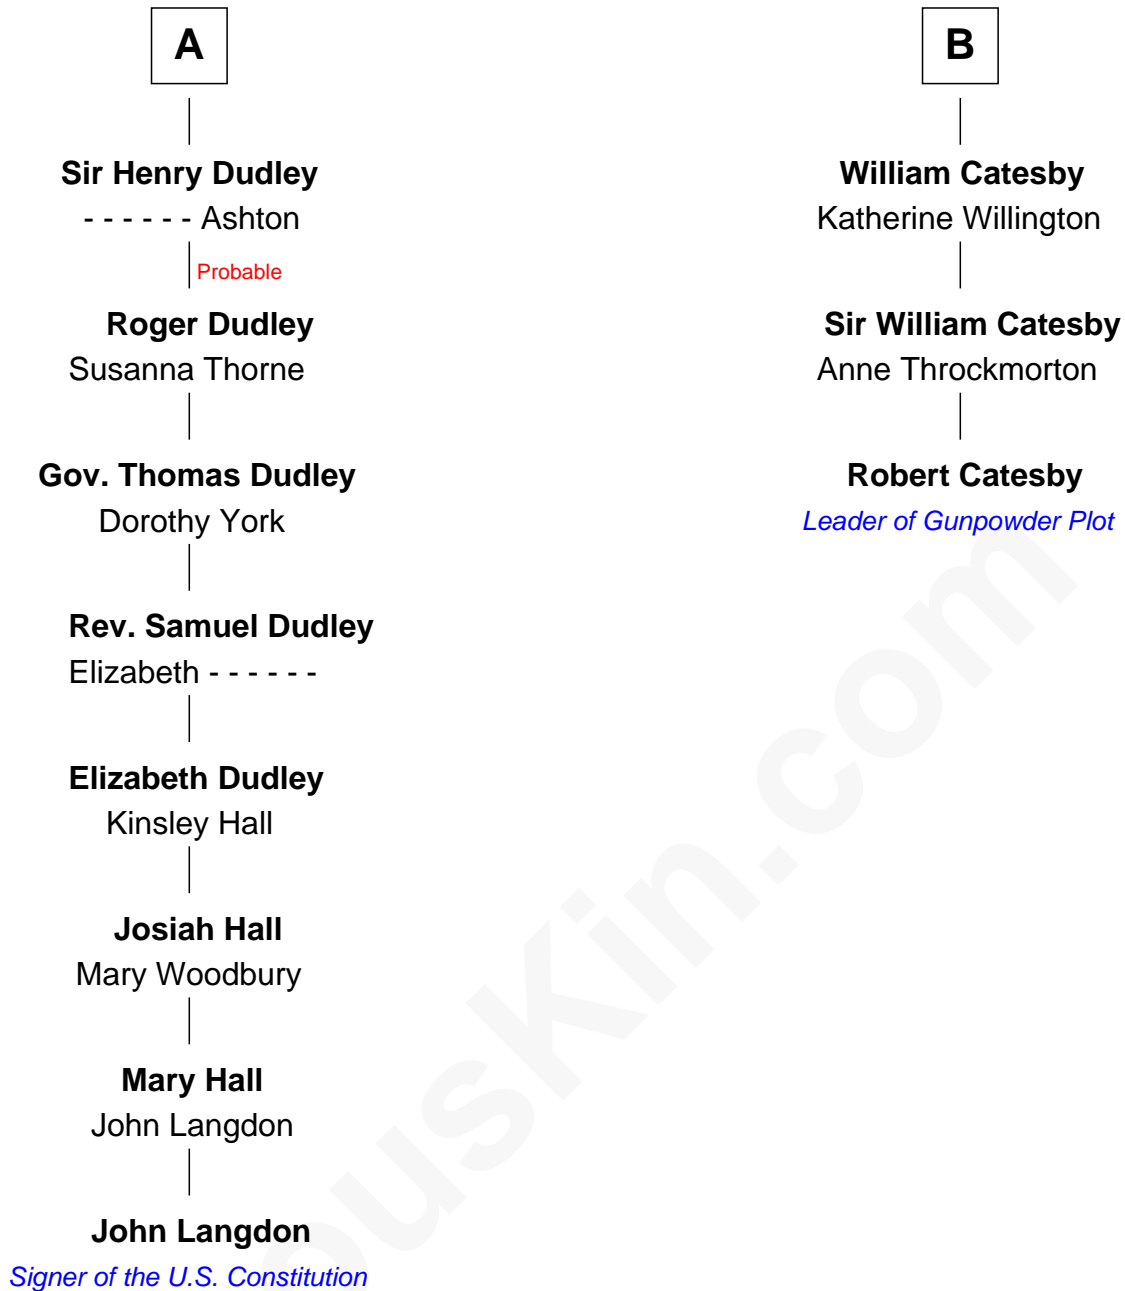 A
Sir Henry Dudley
- - - - - - Ashton
Probable
Roger Dudley
Susanna Thorne
Gov. Thomas Dudley
Dorothy York
Rev. Samuel Dudley
Elizabeth - - - - - -
Elizabeth Dudley
Kinsley Hall
Josiah Hall
Mary Woodbury
Mary Hall
John Langdon
John Langdon
Signer of the U.S. Constitution
B
William Catesby
Katherine Willington
Sir William Catesby
Anne Throckmorton
Robert Catesby
Leader of Gunpowder Plot
ousKin.com